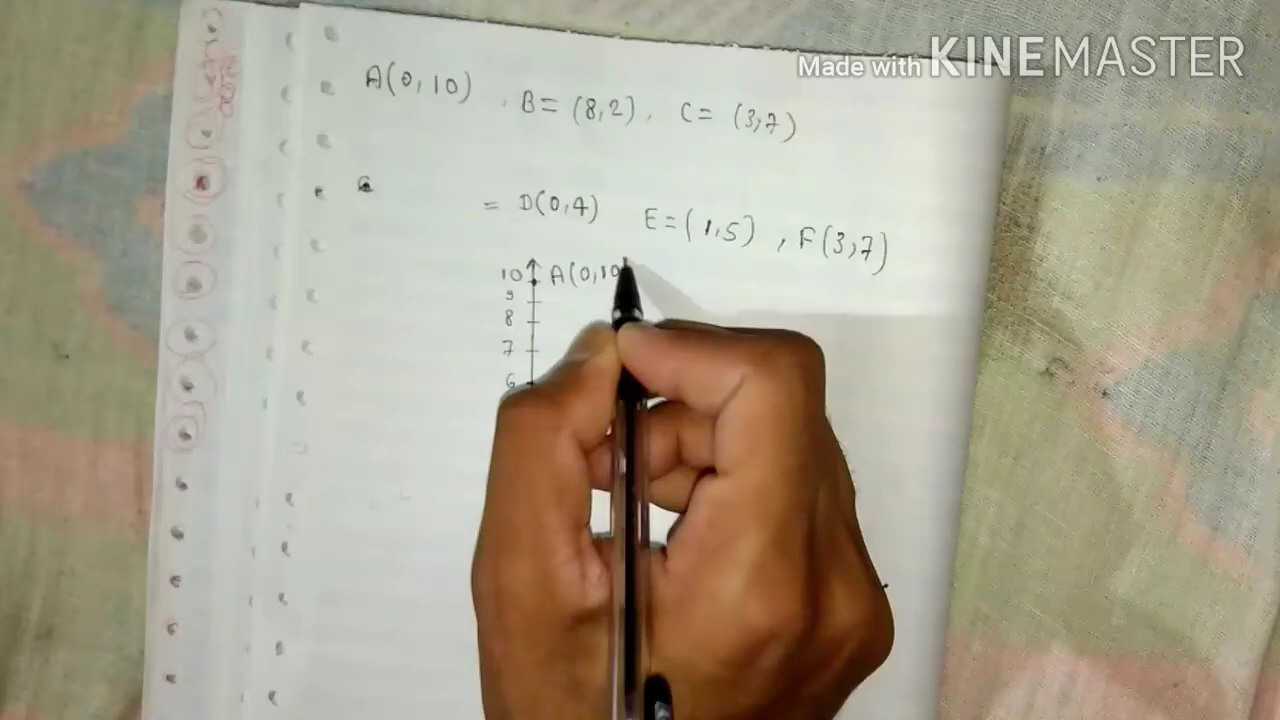 Made with KINEMASTER
A(0,10) , B = (8,2), C = (3,7)
= D(0,4) E = (1,5) , F(3,7)
10 A(0,10
9
8
7
6